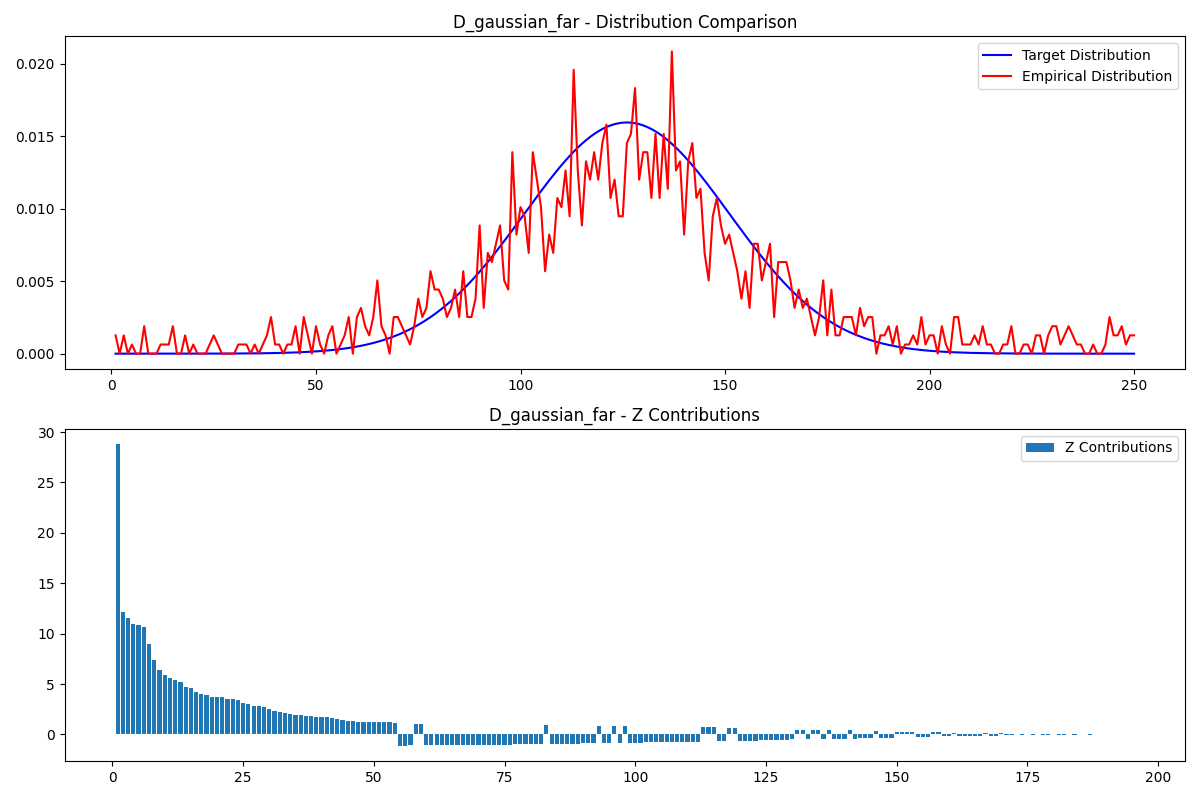 D_gaussian_far - Distribution Comparison
Target Distribution
Empirical Distribution
0.020
0.015
0.010
0.005
0.000
0 50 100 150 200 250
D_gaussian_far - Z Contributions
Z Contributions
30
25
20
15
10
5
0
0 25 50 75 100 125 150 175 200